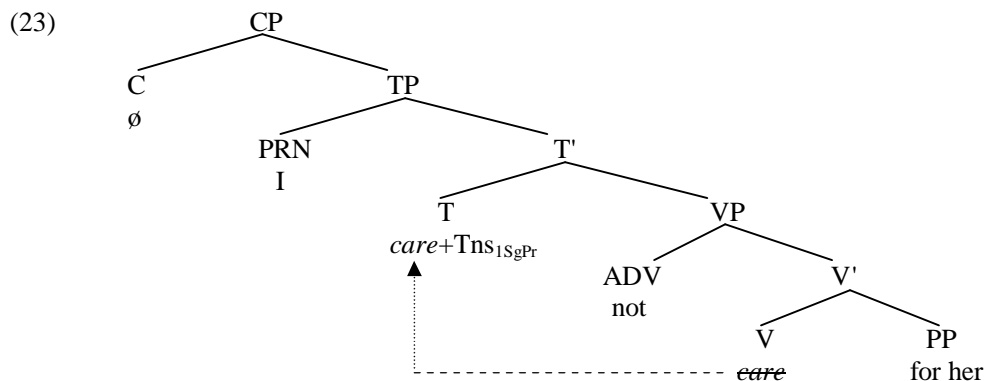 (23) CP
C TP
ø
PRN T'
I
T VP
care+Tns1SgPr
ADV V'
not
V PP
care for her